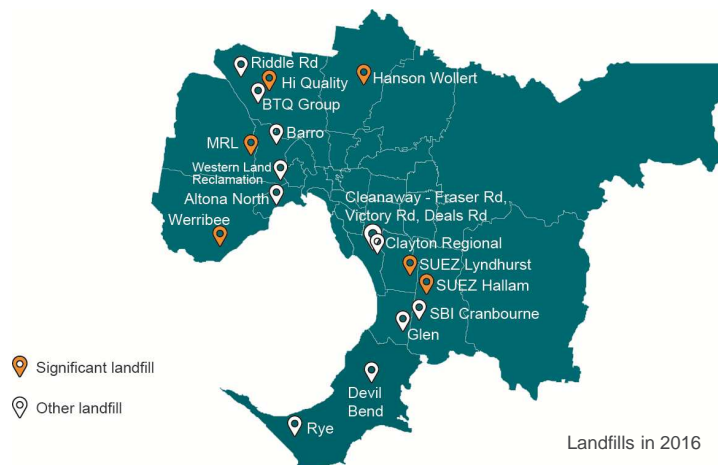 Riddle Rd
Hi Quality
Hanson Wollert
BTQ Group
Barro
MRL
Western Land
Reclamation
Altona North
Cleanaway - Fraser Rd,
Victory Rd, Deals Rd
Werribee
Clayton Regional
SUEZ Lyndhurst
SUEZ Hallam
SBI Cranbourne
Glen
Significant landfill
Other landfill
Devil
Bend
Rye
Landfills in 2016